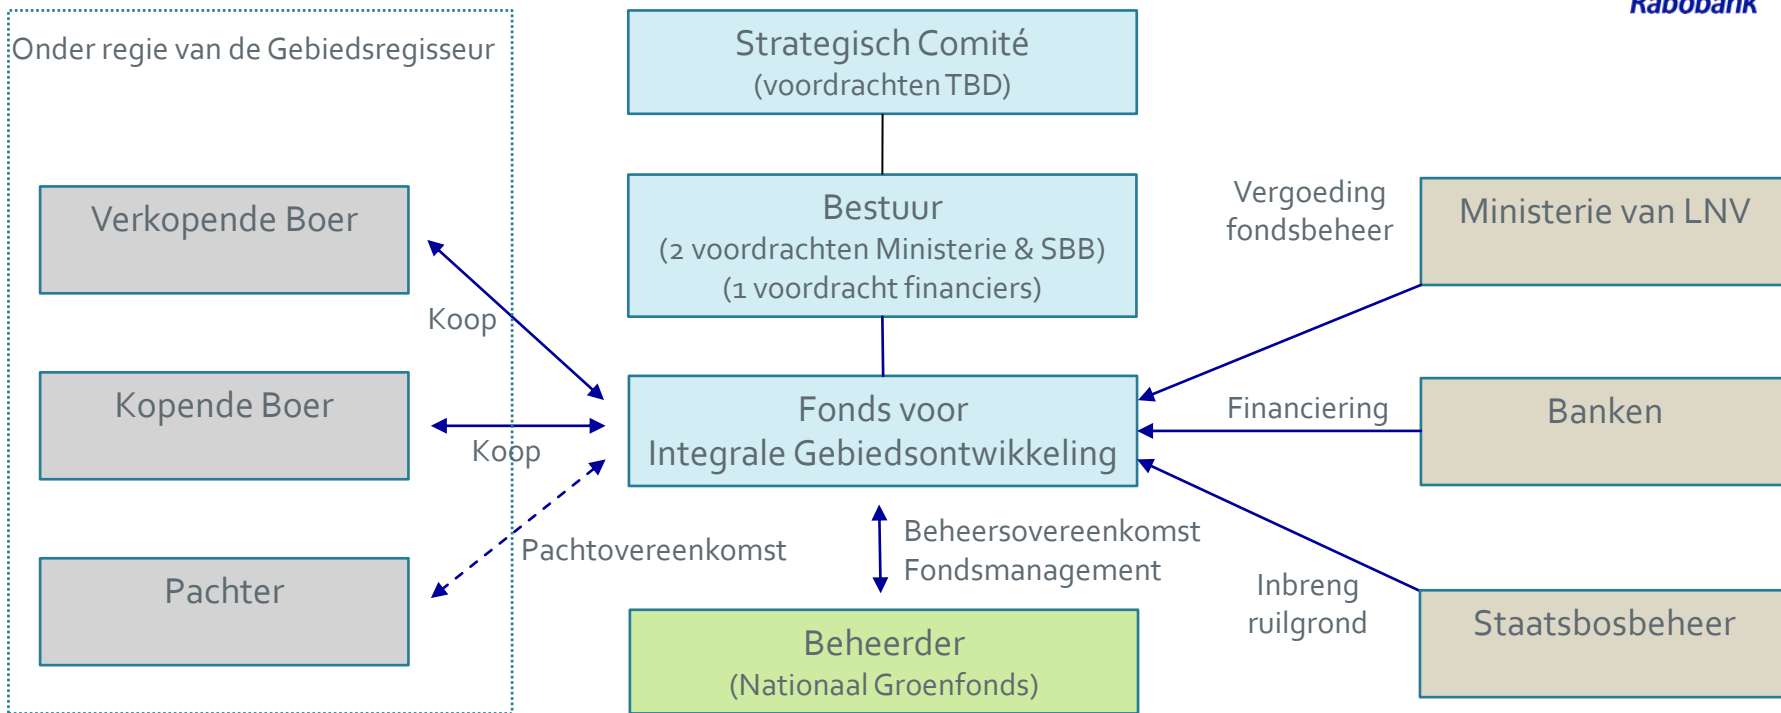 Rabobank
Onder regie van de Gebiedsregisseur
Strategisch Comité
(voordrachten TBD)
Verkopende Boer
Bestuur
(2 voordrachten Ministerie & SBB)
(1 voordracht financiers)
Vergoeding
fondsbeheer
Ministerie van LNV
Koop
Kopende Boer
Koop
Fonds voor
Integrale Gebiedsontwikkeling
Financiering
Banken
Pachtovereenkomst
Beheersovereenkomst
Fondsmanagement
Pachter
Inbreng
ruilgrond
Staatsbosbeheer
Beheerder
(Nationaal Groenfonds)